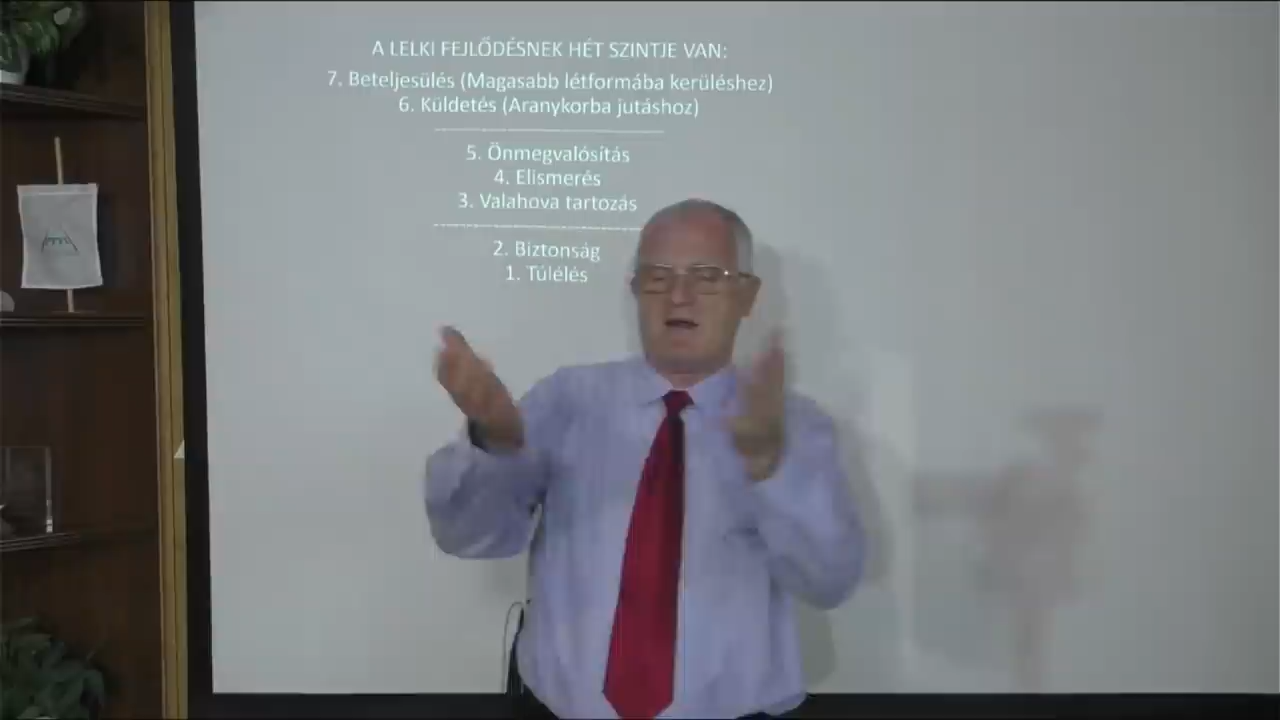 A LELKI FEJLŐDÉSNEK HÉT SZINTJE VAN:
7. Beteljesülés (Magasabb létformába kerüléshez)
6. Küldetés (Aranykorba jutáshoz)
5. Önmegvalósítás
4. Elismerés
3. Valahova tartozás
2. Biztonság
1. Túlélés